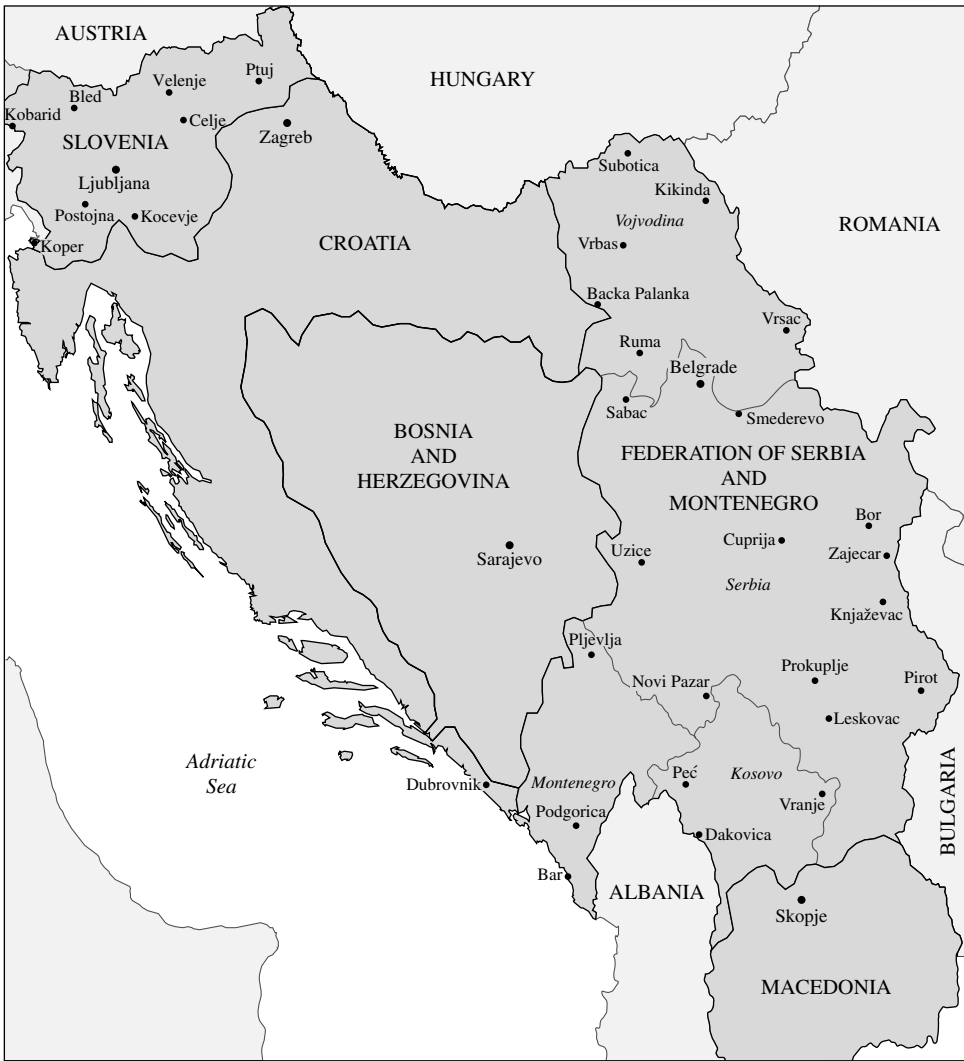 AUSTRIA
HUNGARY
Ptuj
Velenje
Bled
Kobarid
Celje
Zagreb
SLOVENIA
Ljubljana
Subotica
Kikinda
Postojna
Kocevje
Vojvodina
ROMANIA
Koper
CROATIA
Vrbas
Backa Palanka
Vrsac
Ruma
Belgrade
Sabac
Smederevo
BOSNIA
AND
HERZEGOVINA
FEDERATION OF SERBIA
AND
MONTENEGRO
Bor
Cuprija
Sarajevo
Uzice
Zajecar
Serbia
Knjaževac
Pljevlja
Prokuplje
Novi Pazar
Pirot
Leskovac
Adriatic
Sea
Dubrovnik
Montenegro
Peć
Kosovo
Vranje
Podgorica
Dakovica
BULGARIA
Bar
ALBANIA
Skopje
MACEDONIA